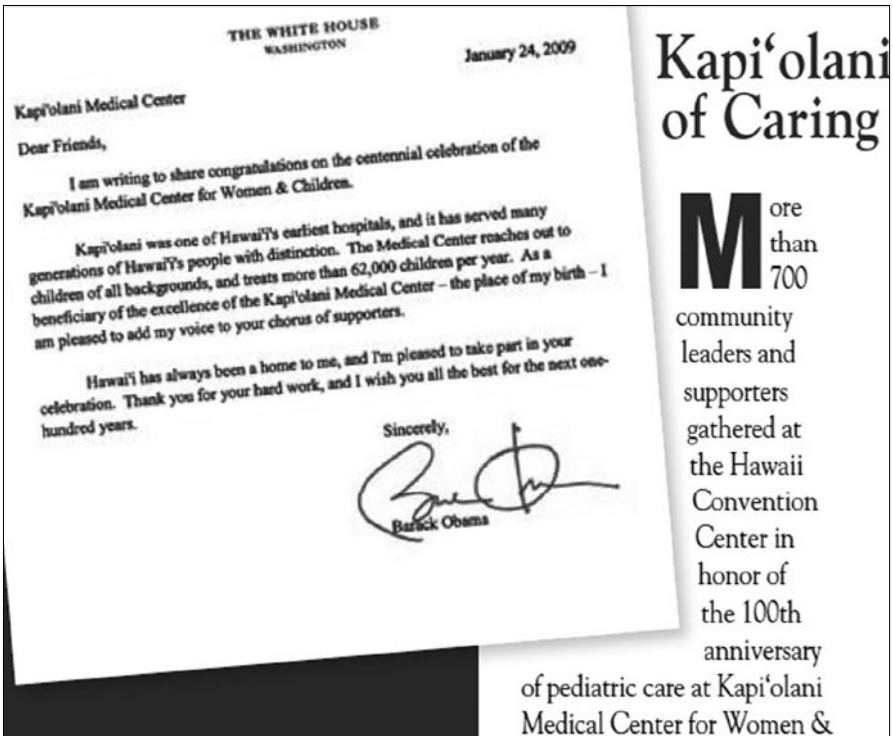 THE WHITE HOUSE
WASHINGTON
January 24, 2009
Kapi'olani Medical Center
Dear Friends,
I am writing to share congratulations on the centennial celebration of the
Kapi'olani Medical Center for Women & Children.
Kapi'olani was one of Hawai'i's earliest hospitals, and it has served many
generations of Hawai'i's people with distinction. The Medical Center reaches out to
children of all backgrounds, and treats more than 62,000 children per year. As a
beneficiary of the excellence of the Kapi'olani Medical Center – the place of my birth – I
am pleased to add my voice to your chorus of supporters.
Hawai'i has always been a home to me, and I'm pleased to take part in your
celebration. Thank you for your hard work, and I wish you all the best for the next one-
hundred years.
Sincerely,
Barack Obama
Kapi‘olani
of Caring
More
than
700
community
leaders and
supporters
gathered at
the Hawaii
Convention
Center in
honor of
the 100th
anniversary
of pediatric care at Kapi‘olani
Medical Center for Women &